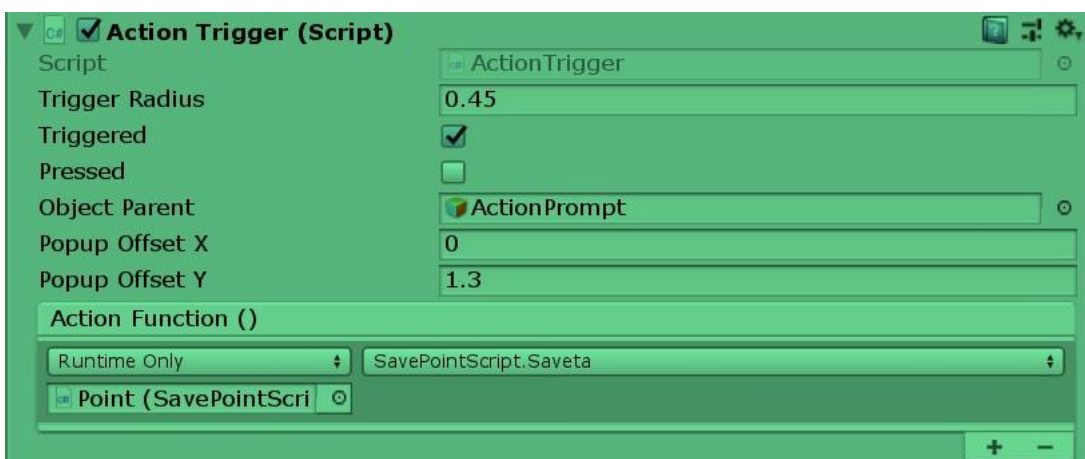 Action Trigger (Script)
Script ActionTrigger
Trigger Radius 0.45
Triggered
Pressed
Object Parent ActionPrompt
Popup Offset X 0
Popup Offset Y 1.3
Action Function ()
Runtime Only SavePointScript.Saveta
Point (SavePointScri